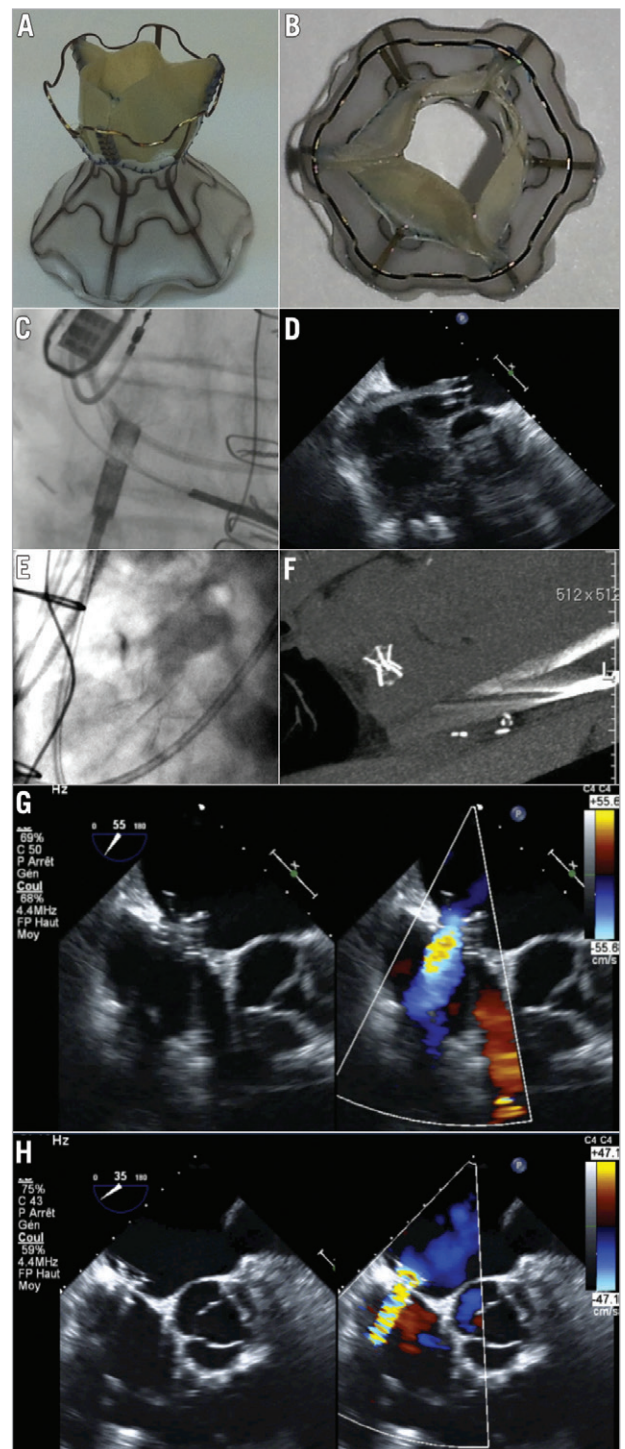 A
B
C
D
P
x
E
F
512 x 512
L
G
Hz
69%
C 50
P Arrêt
Gén
Coul
68%
4.4MHz
FP Haut
Moy
0 55 180
x
P
x
C4 C4
+55.6
-55.6
cm/s
H
Hz
75%
C 43
P Arrêt
Gén
Coul
59%
4.4MHz
FP Haut
Moy
0 35 180
P
x
C4 C4
+47.1
-47.1
cm/s